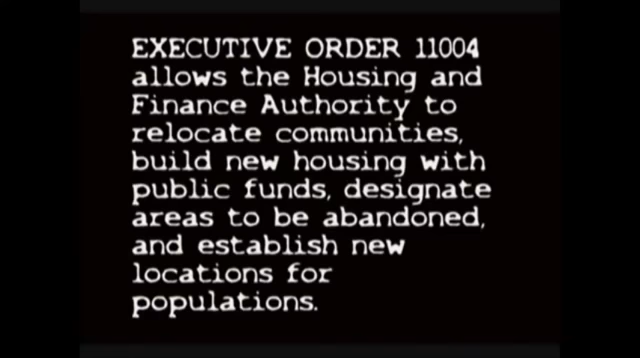 EXECUTIVE ORDER 11004
allows the Housing and
Finance Authority to
relocate communities,
build new housing with
public funds, designate
areas to be abandoned,
and establish new
locations for
populations.